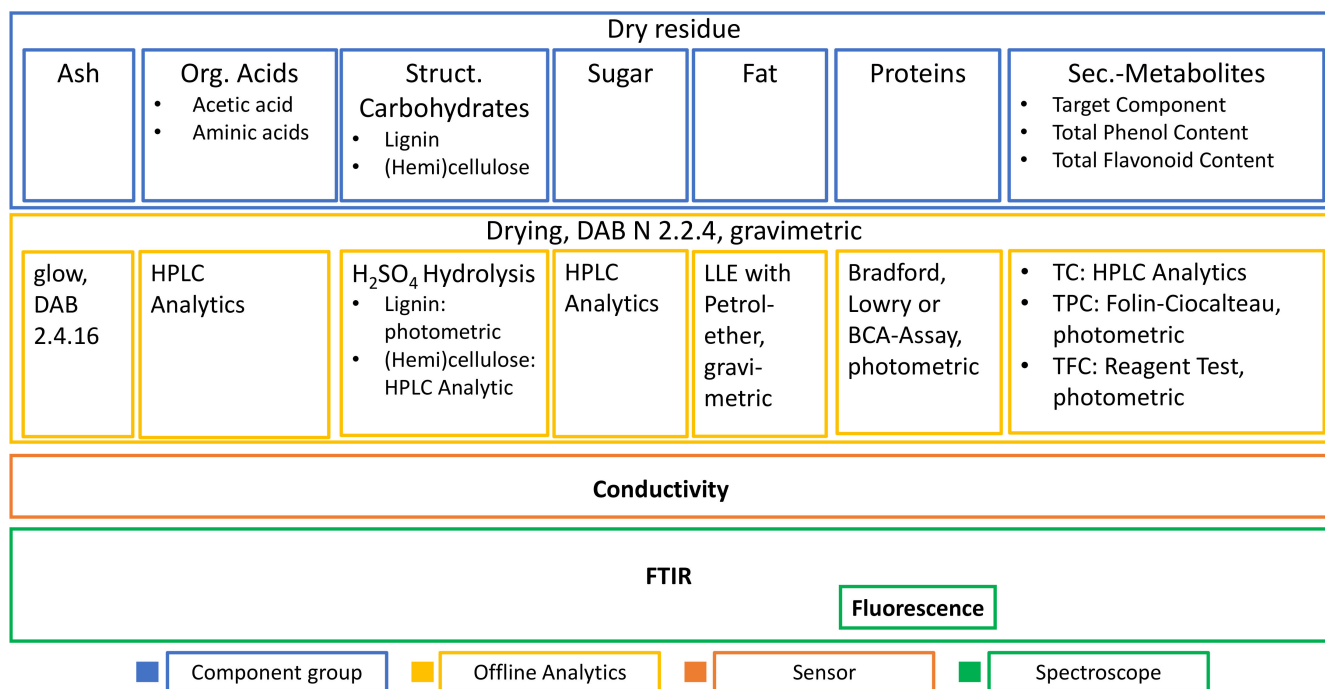 Dry residue
Ash
Org. Acids
• Acetic acid
• Aminic acids
Struct.
Carbohydrates
• Lignin
• (Hemi)cellulose
Sugar
Fat
Proteins
Sec.-Metabolites
• Target Component
• Total Phenol Content
• Total Flavonoid Content
Drying, DAB N 2.2.4, gravimetric
glow,
DAB
2.4.16
HPLC
Analytics
H₂SO₄ Hydrolysis
• Lignin:
photometric
• (Hemi)cellulose:
HPLC Analytic
HPLC
Analytics
LLE with
Petrol-
ether,
gravi-
metric
Bradford,
Lowry or
BCA-Assay,
photometric
• TC: HPLC Analytics
• TPC: Folin-Ciocalteau,
photometric
• TFC: Reagent Test,
photometric
Conductivity
FTIR
Fluorescence
Component group
Offline Analytics
Sensor
Spectroscope